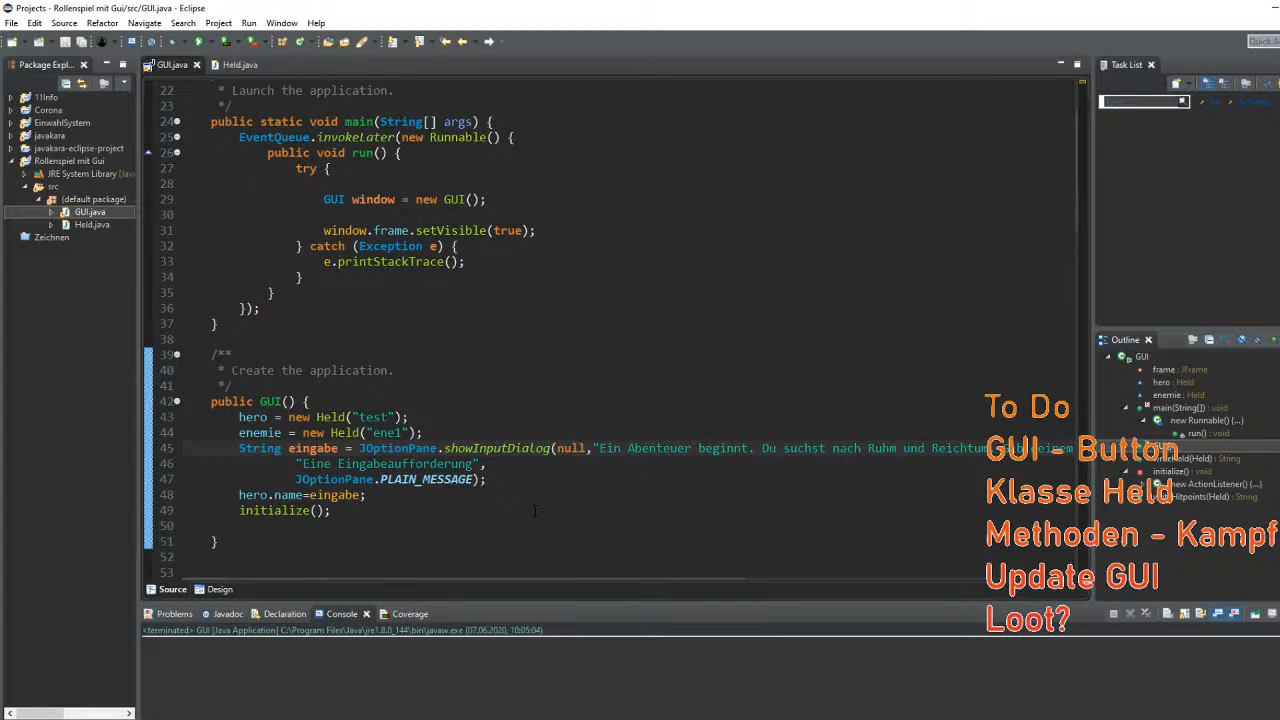 Projects - Rollenspiel mit Gui/src/GUI.java - Eclipse
File Edit Source Refactor Navigate Search Project Run Window Help
Quick A
Package Expl...
GUI.java
Held.java
Task List
11Info
Corona
EinwahlSystem
javakara
javakara-eclipse-project
Rollenspiel mit Gui
JRE System Library [Java
src
(default package)
GUI.java
Held.java
Zeichnen
22 * Launch the application.
23 */
24 public static void main(String[] args) {
25 EventQueue.invokeLater(new Runnable() {
26 public void run() {
27 try {
28
29 GUI window = new GUI();
30
31 window.frame.setVisible(true);
32 } catch (Exception e) {
33 e.printStackTrace();
34 }
35 }
36 });
37 }
38
39 /**
40 * Create the application.
41 */
42 public GUI() {
43 hero = new Held("test");
44 enemie = new Held("ene1");
45 String eingabe = JOptionPane.showInputDialog(null,"Ein Abenteuer beginnt. Du suchst nach Ruhm und Reichtum
46 "Eine Eingabeaufforderung",
47 JOptionPane.PLAIN_MESSAGE);
48 hero.name=eingabe;
49 initialize();
50
51 }
52
53
Source Design
Outline
GUI
frame : JFrame
hero : Held
enemie : Held
main(String[]) : void
new Runnable() {...}
run() : void
(Held) : String
initialize() : void
new ActionListener() {...}
Hitpoints(Held) : String
To Do
GUI - Button
Klasse Held
Methoden - Kampf
Update GUI
Loot?
Problems Javadoc Declaration Console Coverage
<terminated> GUI [Java Application] C:\Program Files\Java\jre1.8.0_144\bin\javaw.exe (07.06.2020, 10:05:04)